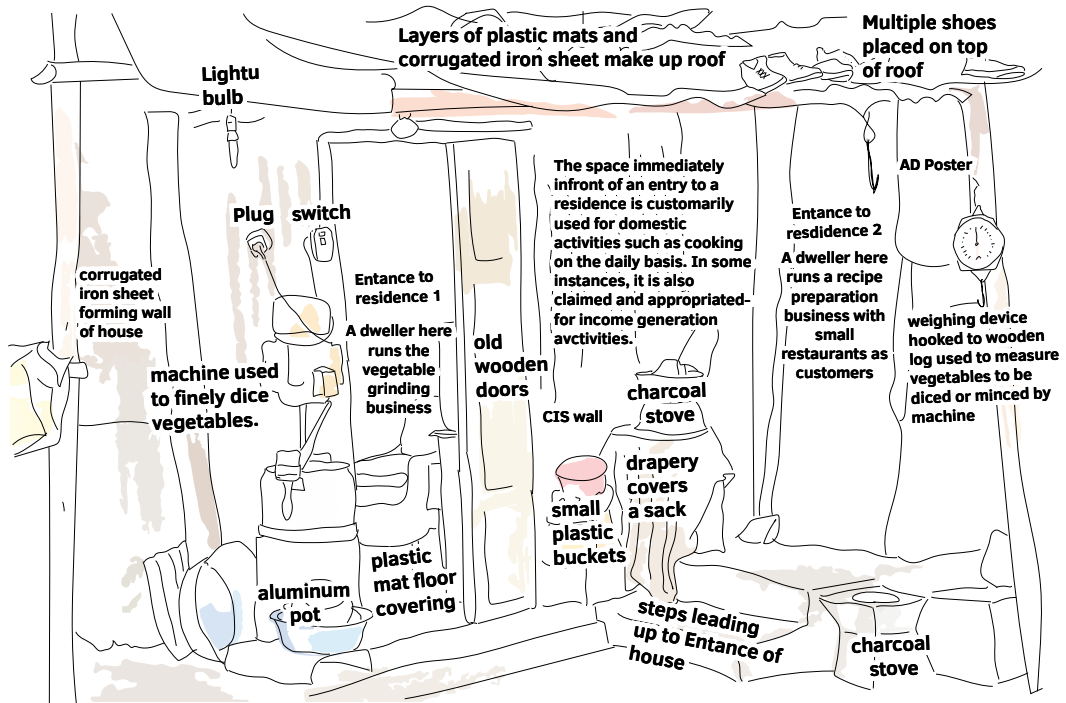 Layers of plastic mats and
corrugated iron sheet make up roof
Multiple shoes
placed on top
of roof
Lightu
bulb
AD Poster
The space immediately
infront of an entry to a
residence is customarily
used for domestic
activities such as cooking
on the daily basis. In some
instances, it is also
claimed and appropriated-
for income generation
avctivities.
Plug
switch
Entance to
resdidence 2
A dweller here
runs a recipe
preparation
business with
small
restaurants as
customers
corrugated
iron sheet
forming wall
of house
Entance to
residence 1
A dweller here
runs the
vegetable
grinding
business
old
wooden
doors
weighing device
hooked to wooden
log used to measure
vegetables to be
diced or minced by
machine
machine used
to finely dice
vegetables.
charcoal
stove
CIS wall
drapery
covers
a sack
small
plastic
buckets
plastic
mat floor
covering
aluminum
pot
steps leading
up to Entance of
house
charcoal
stove